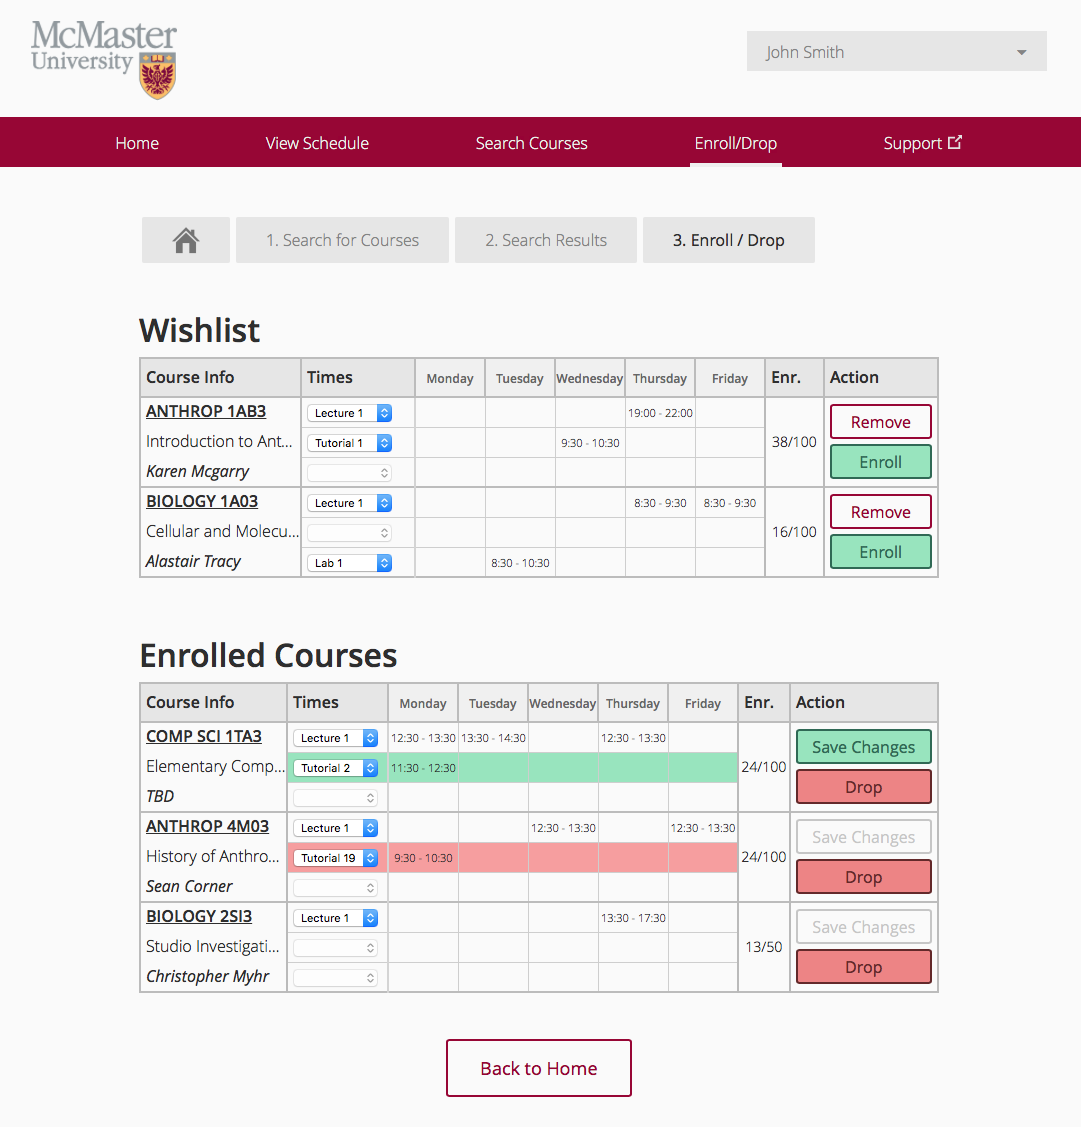 McMaster
University
John Smith
Home View Schedule Search Courses Enroll/Drop Support
1. Search for Courses 2. Search Results 3. Enroll / Drop
Wishlist
Course Info Times Monday Tuesday Wednesday Thursday Friday Enr. Action
ANTHROP 1AB3 Lecture 1 19:00 - 22:00 Remove
Introduction to Ant... Tutorial 1 9:30 - 10:30 38/100
Karen Mcgarry Enroll
BIOLOGY 1A03 Lecture 1 8:30 - 9:30 8:30 - 9:30 Remove
Cellular and Molecu... 16/100
Alastair Tracy Lab 1 8:30 - 10:30 Enroll
Enrolled Courses
Course Info Times Monday Tuesday Wednesday Thursday Friday Enr. Action
COMP SCI 1TA3 Lecture 1 12:30 - 13:30 13:30 - 14:30 12:30 - 13:30 Save Changes
Elementary Comp... Tutorial 2 11:30 - 12:30 24/100
TBD Drop
ANTHROP 4M03 Lecture 1 12:30 - 13:30 12:30 - 13:30 Save Changes
History of Anthro... Tutorial 19 9:30 - 10:30 24/100
Sean Corner Drop
BIOLOGY 2SI3 Lecture 1 13:30 - 17:30 Save Changes
Studio Investigati... 13/50
Christopher Myhr Drop
Back to Home